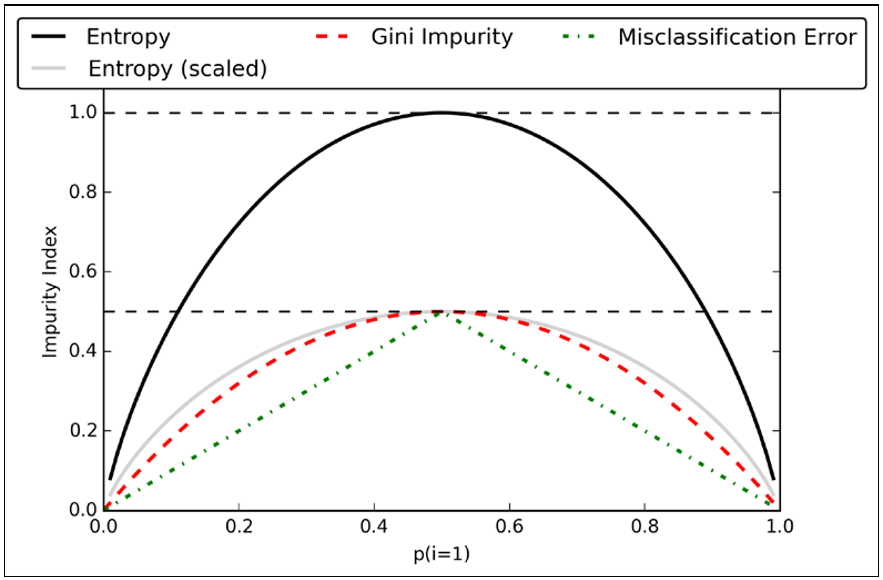 Entropy
Gini Impurity
Misclassification Error
Entropy (scaled)
1.0
0.8
0.6
0.4
0.2
0.0
Impurity Index
0.0 0.2 0.4 0.6 0.8 1.0
p(i=1)